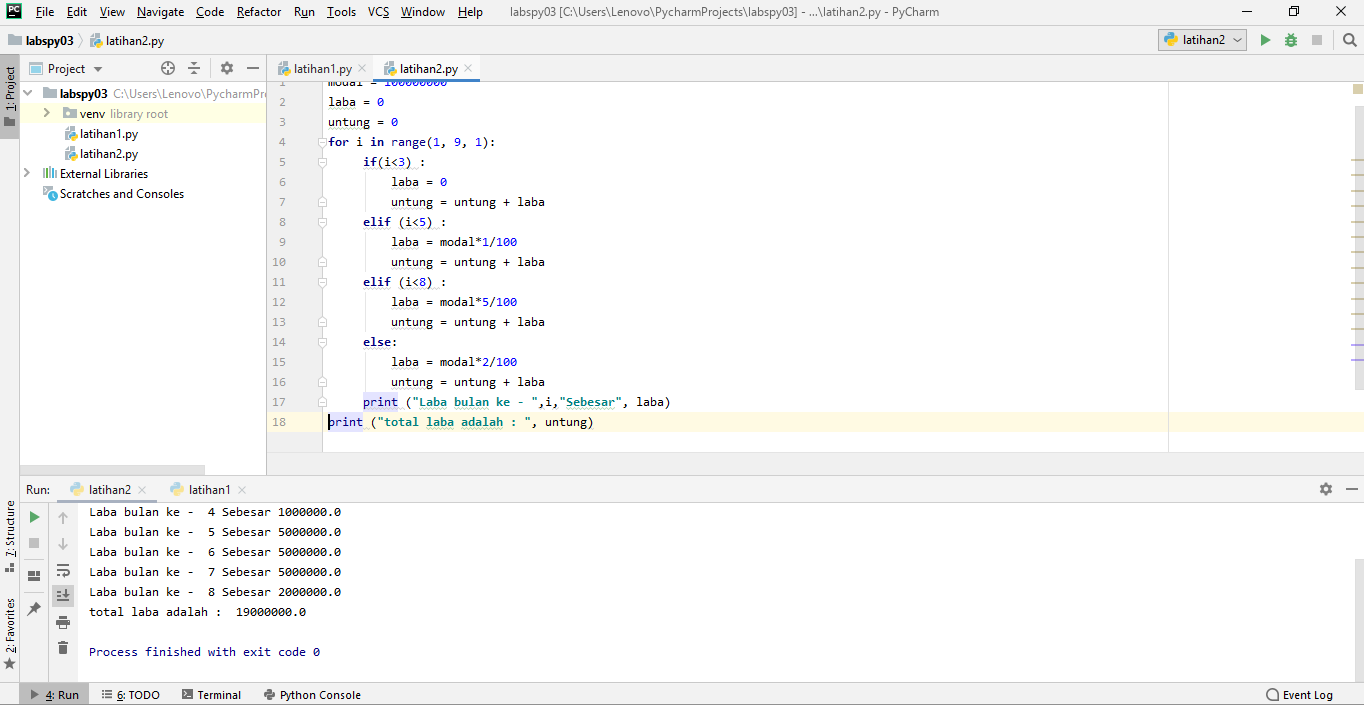 PC File Edit View Navigate Code Refactor Run Tools VCS Window Help labspy03 [C:\Users\Lenovo\PycharmProjects\labspy03] - ...\latihan2.py - PyCharm
labspy03 latihan2.py latihan2
1: Project
Project
labspy03 C:\Users\Lenovo\PycharmPr
venv library root
latihan1.py
latihan2.py
External Libraries
Scratches and Consoles
latihan1.py latihan2.py
1 modal = 100000000
2 laba = 0
3 untung = 0
4 for i in range(1, 9, 1):
5 if(i<3) :
6 laba = 0
7 untung = untung + laba
8 elif (i<5) :
9 laba = modal*1/100
10 untung = untung + laba
11 elif (i<8) :
12 laba = modal*5/100
13 untung = untung + laba
14 else:
15 laba = modal*2/100
16 untung = untung + laba
17 print ("Laba bulan ke - ",i,"Sebesar", laba)
18 print ("total laba adalah : ", untung)
Run: latihan2 latihan1
7: Structure
2: Favorites
Laba bulan ke -  4 Sebesar 1000000.0
Laba bulan ke -  5 Sebesar 5000000.0
Laba bulan ke -  6 Sebesar 5000000.0
Laba bulan ke -  7 Sebesar 5000000.0
Laba bulan ke -  8 Sebesar 2000000.0
total laba adalah :  19000000.0
Process finished with exit code 0
4: Run 6: TODO Terminal Python Console Event Log